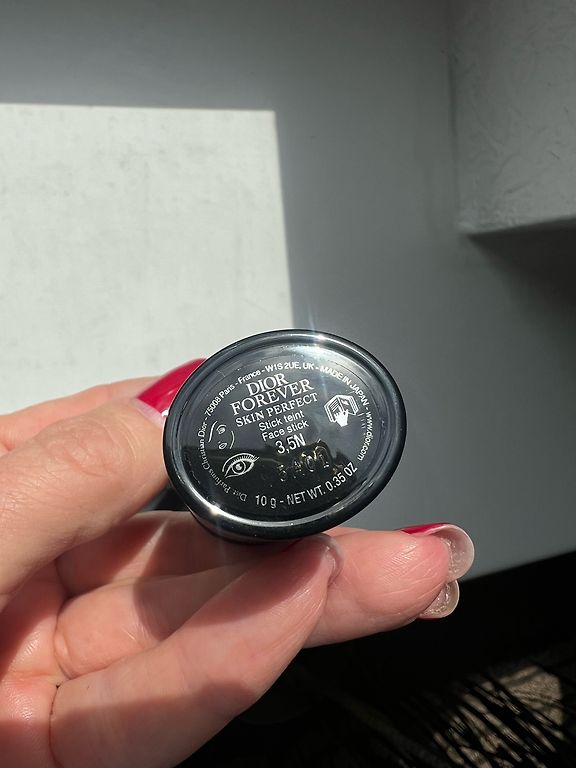 Dist Parfums Christian Dior - 75008 Paris - France - W1S 2UE, UK - MADE IN JAPAN - www.dior.com
DIOR
FOREVER
SKIN PERFECT
Stick teint
Face stick
3,5N
10 g - NET WT. 0.35 OZ